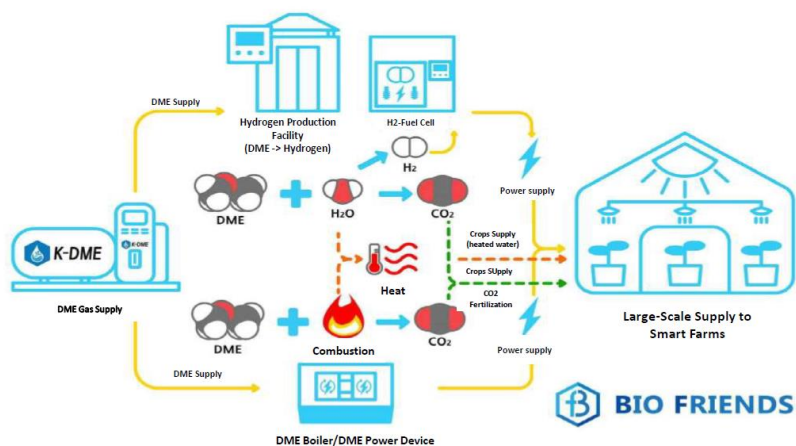 DME Supply
Hydrogen Production
Facility
(DME -> Hydrogen)
H2-Fuel Cell
H₂
DME
H₂O
CO₂
Power supply
K-DME
K-DME
DME Gas Supply
Heat
Crops Supply
(heated water)
Crops SUpply
CO2
Fertilization
DME
Combustion
CO₂
Power supply
Large-Scale Supply to
Smart Farms
DME Supply
DME Boiler/DME Power Device
BIO FRIENDS